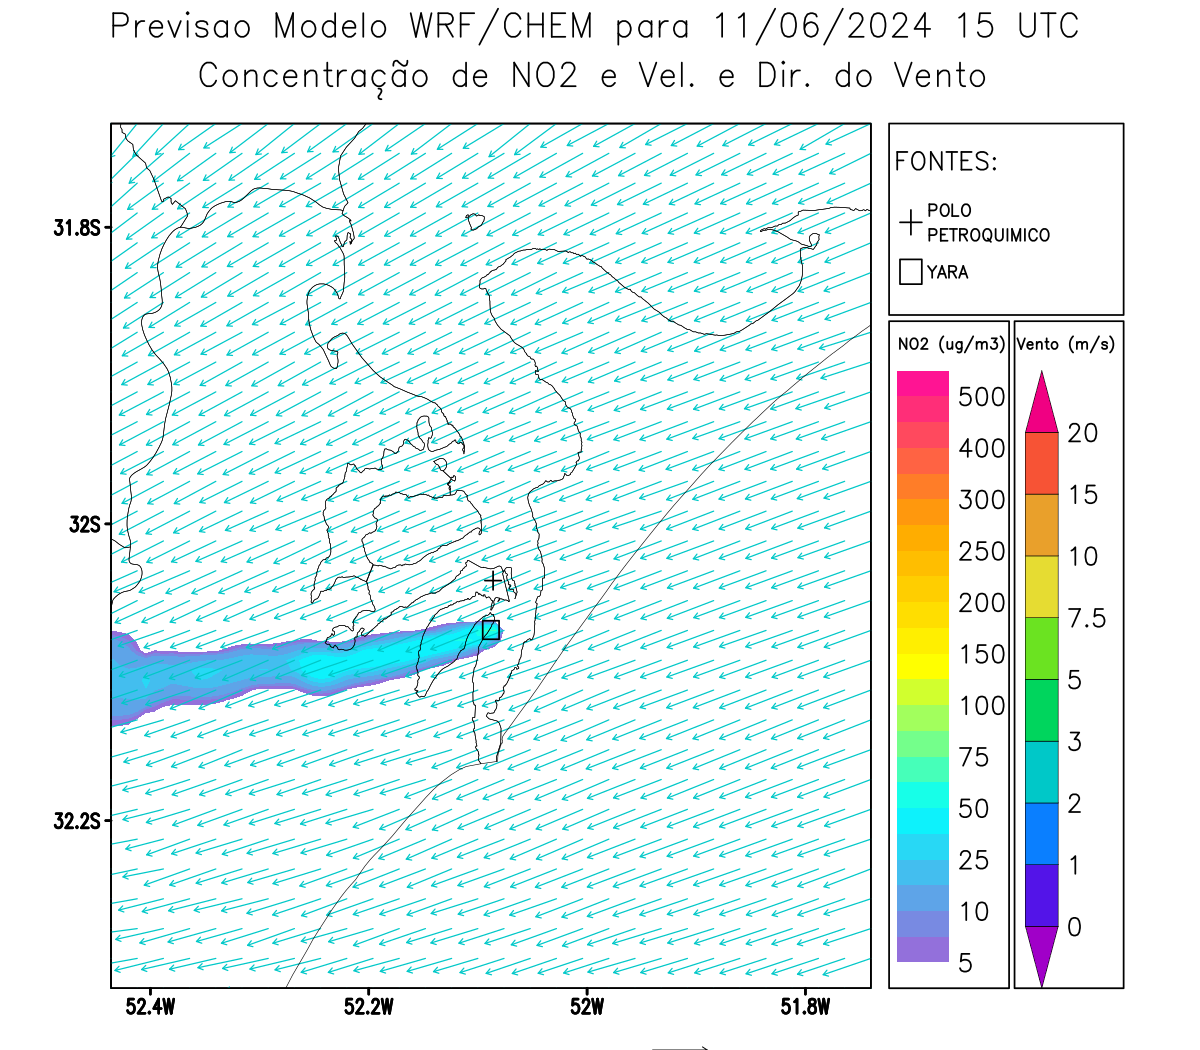 Previsao Modelo WRF/CHEM para 11/06/2024 15 UTC
Concentração de NO2 e Vel. e Dir. do Vento
FONTES:
POLO
PETROQUIMICO
YARA
NO2 (ug/m3)
500
400
300
250
200
150
100
75
50
25
10
5
Vento (m/s)
20
15
10
7.5
5
3
2
1
0
31.8S
32S
32.2S
52.4W
52.2W
52W
51.8W